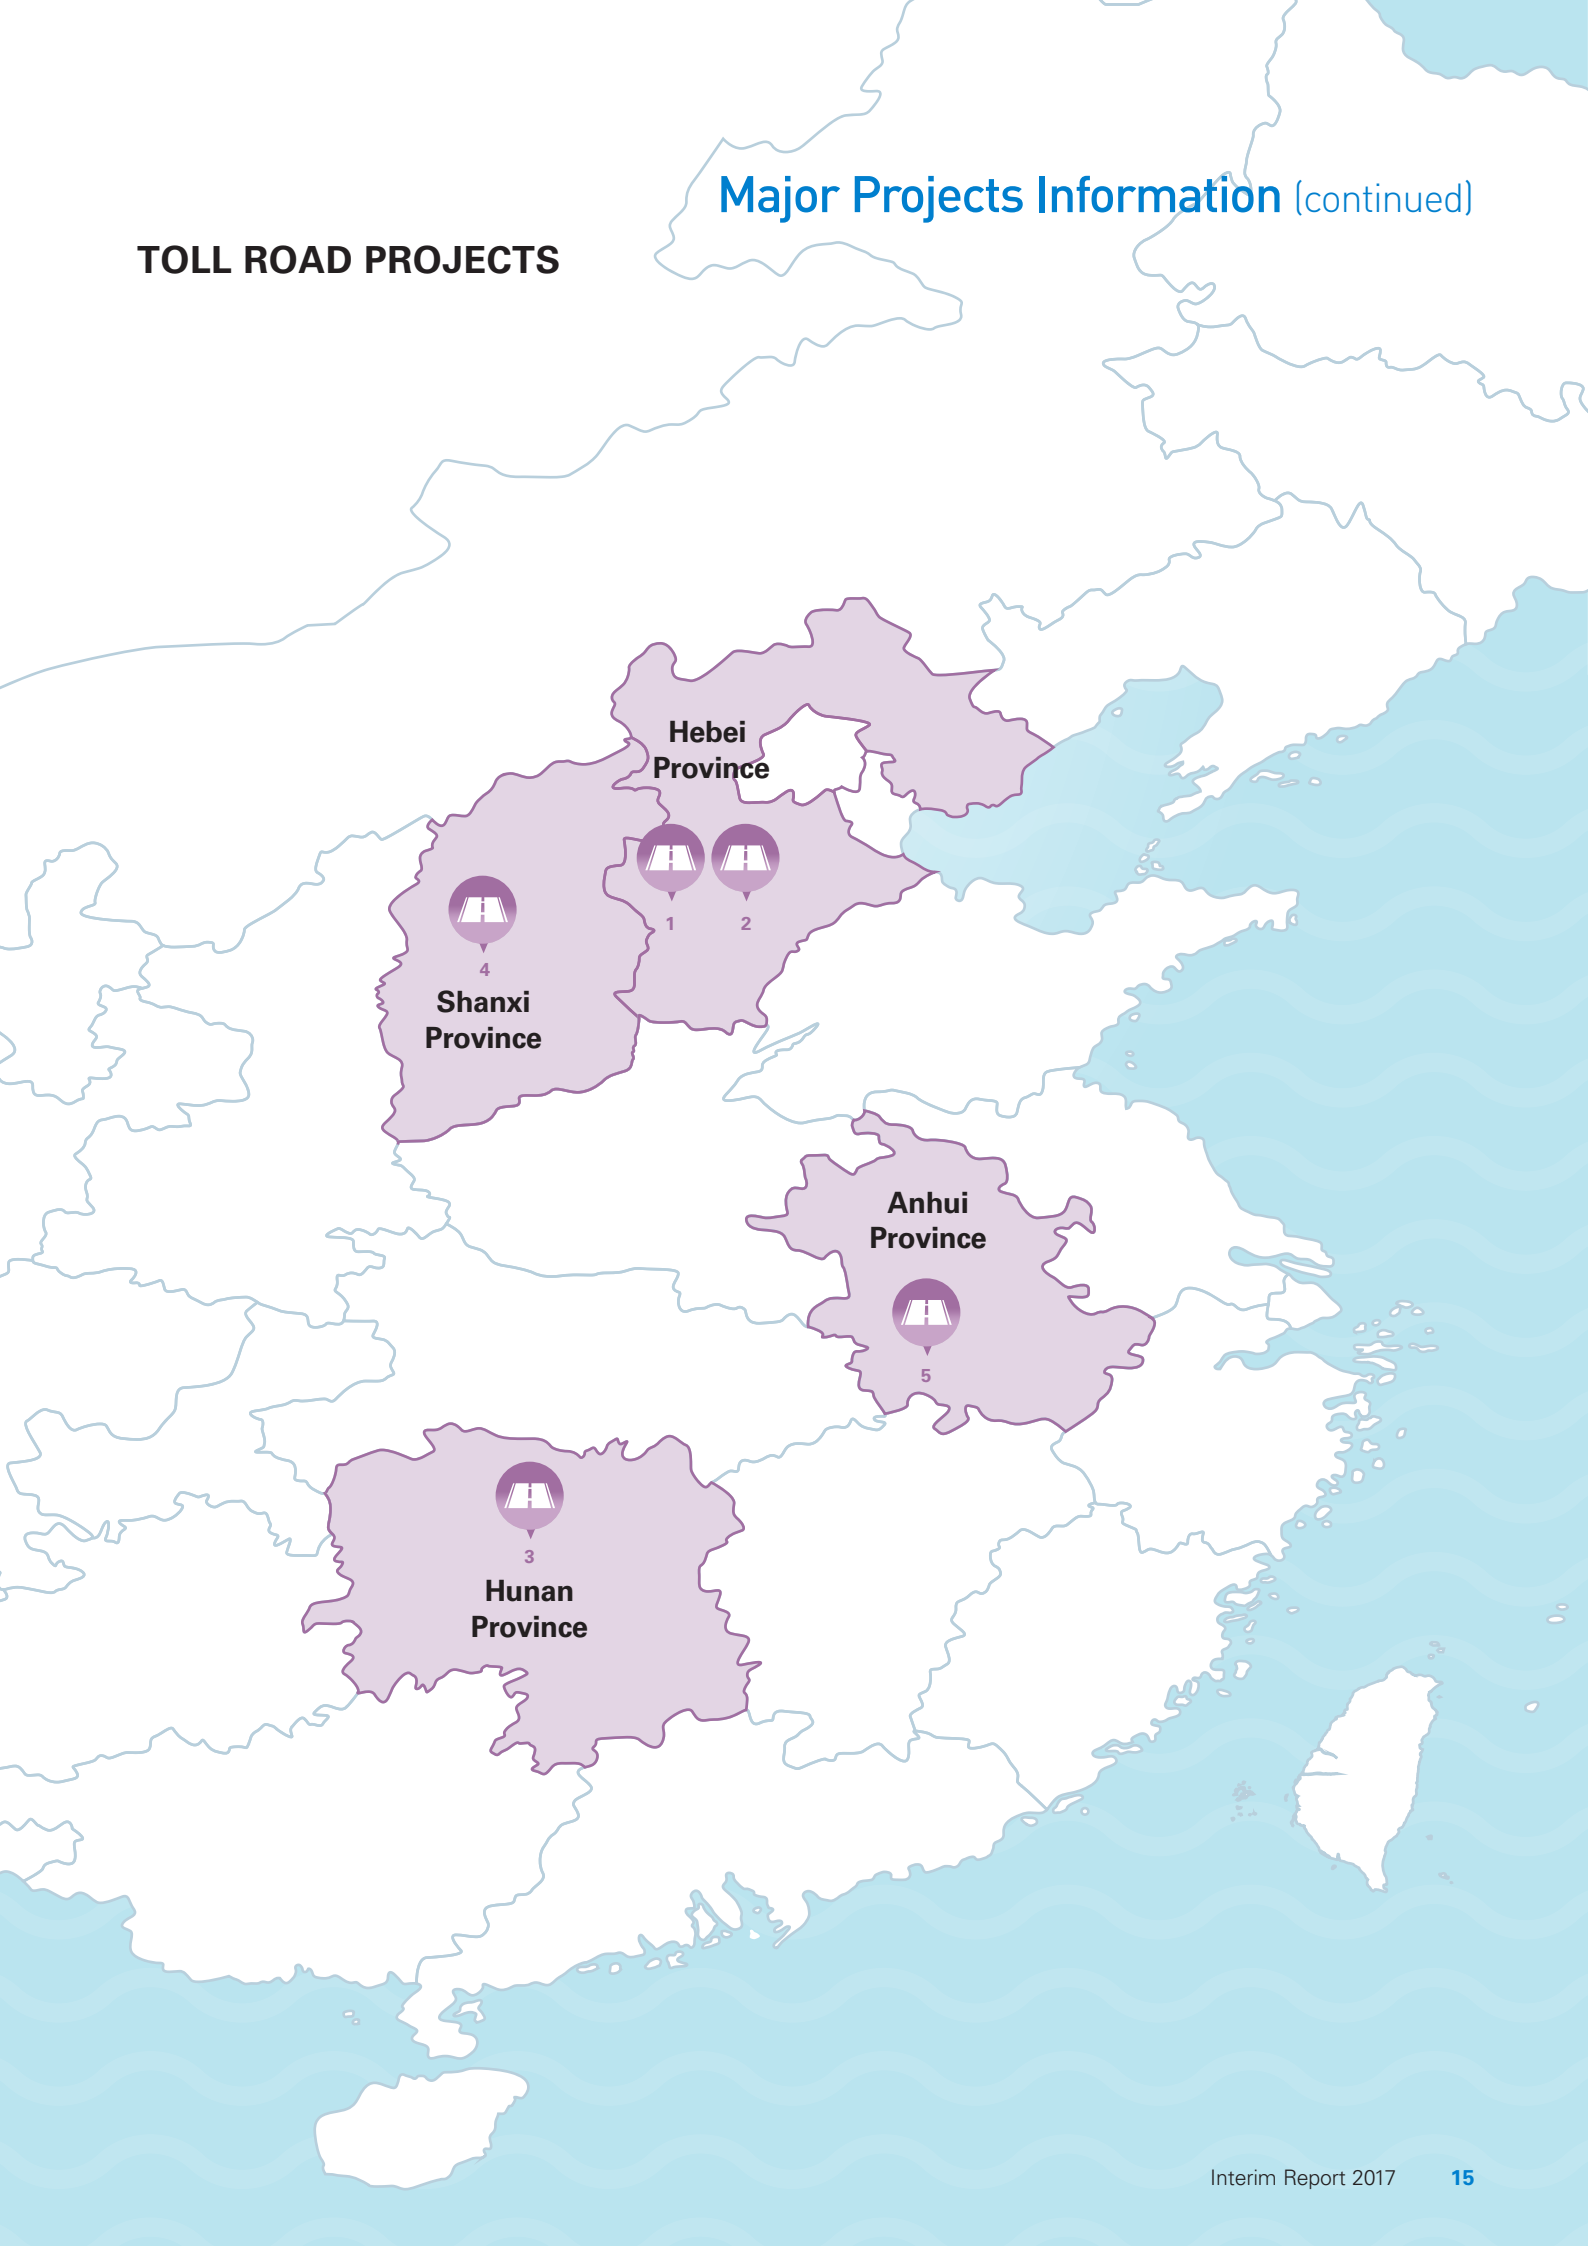 Major Projects Information (continued)
TOLL ROAD PROJECTS
Hebei
Province
1
2
4
Shanxi
Province
Anhui
Province
5
3
Hunan
Province
Interim Report 2017
15